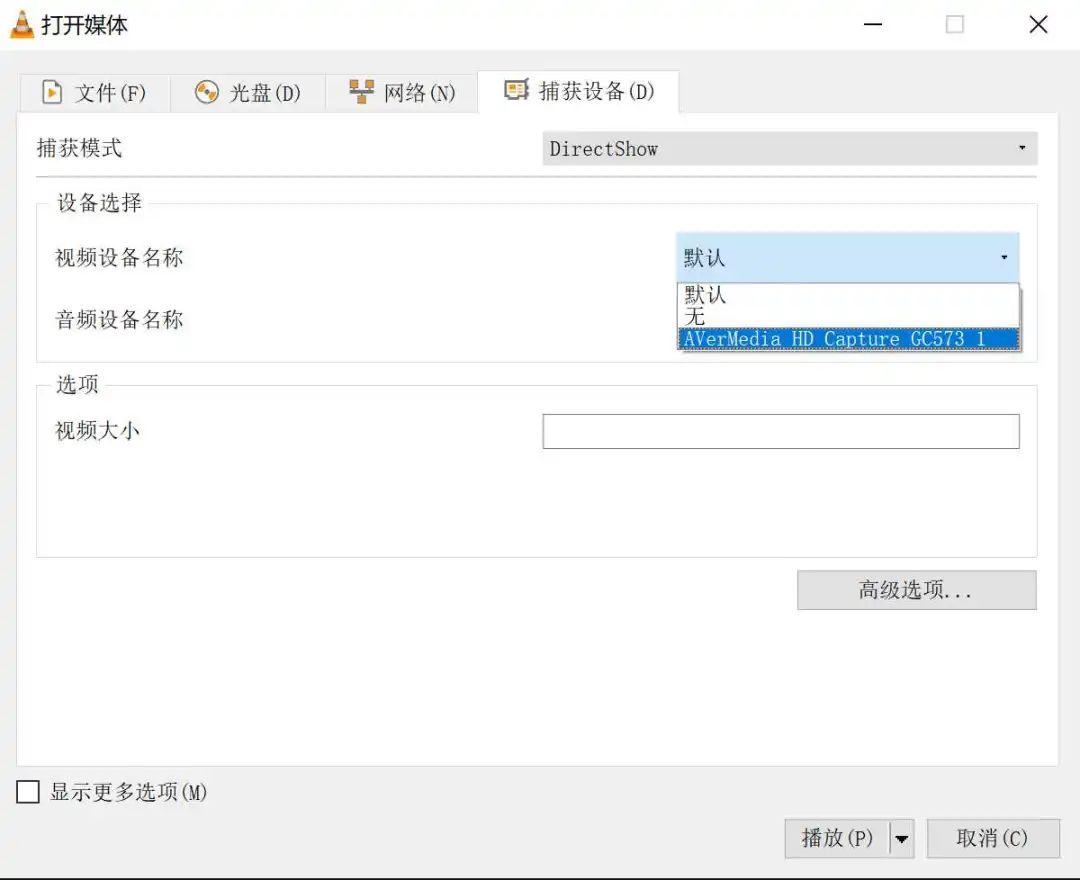 打开媒体
文件(F) 光盘(D) 网络(N) 捕获设备(D)
捕获模式 DirectShow
设备选择
视频设备名称 默认
默认
无
音频设备名称
AVerMedia HD Capture GC573 1
选项
视频大小
高级选项...
显示更多选项(M)
播放(P) 取消(C)